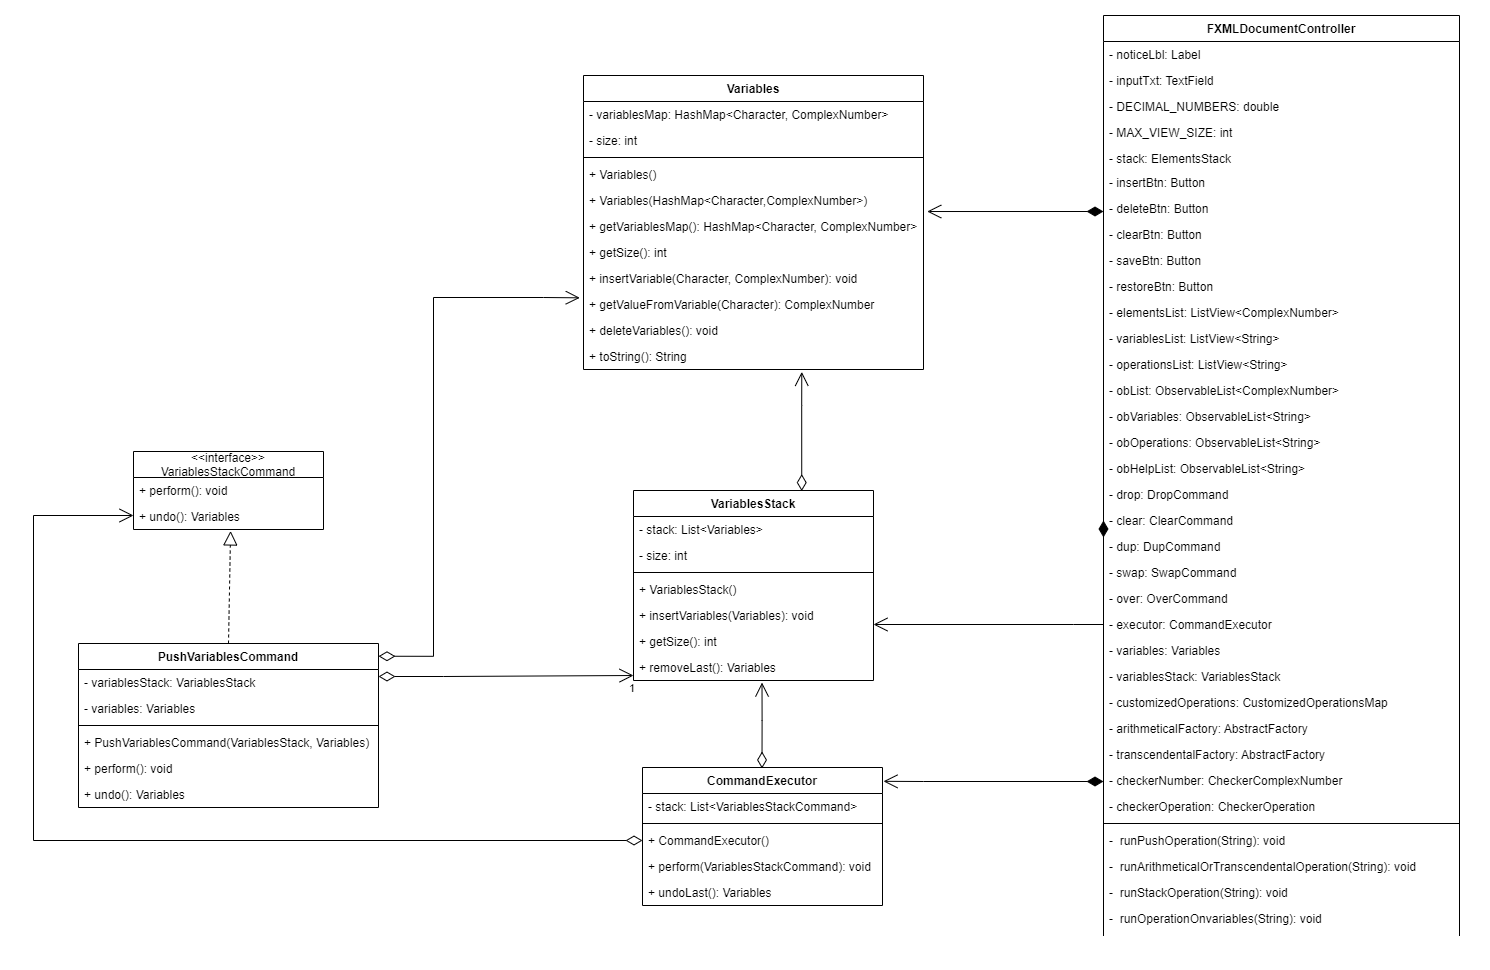 FXMLDocumentController
- noticeLbl: Label
- inputTxt: TextField
- DECIMAL_NUMBERS: double
- MAX_VIEW_SIZE: int
- stack: ElementsStack
- insertBtn: Button
- deleteBtn: Button
- clearBtn: Button
- saveBtn: Button
- restoreBtn: Button
- elementsList: ListView<ComplexNumber>
- variablesList: ListView<String>
- operationsList: ListView<String>
- obList: ObservableList<ComplexNumber>
- obVariables: ObservableList<String>
- obOperations: ObservableList<String>
- obHelpList: ObservableList<String>
- drop: DropCommand
- clear: ClearCommand
- dup: DupCommand
- swap: SwapCommand
- over: OverCommand
- executor: CommandExecutor
- variables: Variables
- variablesStack: VariablesStack
- customizedOperations: CustomizedOperationsMap
- arithmeticalFactory: AbstractFactory
- transcendentalFactory: AbstractFactory
- checkerNumber: CheckerComplexNumber
- checkerOperation: CheckerOperation
- runPushOperation(String): void
- runArithmeticalOrTranscendentalOperation(String): void
- runStackOperation(String): void
- runOperationOnvariables(String): void
Variables
- variablesMap: HashMap<Character, ComplexNumber>
- size: int
+ Variables()
+ Variables(HashMap<Character,ComplexNumber>)
+ getVariablesMap(): HashMap<Character, ComplexNumber>
+ getSize(): int
+ insertVariable(Character, ComplexNumber): void
+ getValueFromVariable(Character): ComplexNumber
+ deleteVariables(): void
+ toString(): String
<<interface>>
VariablesStackCommand
+ perform(): void
+ undo(): Variables
VariablesStack
- stack: List<Variables>
- size: int
+ VariablesStack()
+ insertVariables(Variables): void
+ getSize(): int
+ removeLast(): Variables
1
PushVariablesCommand
- variablesStack: VariablesStack
- variables: Variables
+ PushVariablesCommand(VariablesStack, Variables)
+ perform(): void
+ undo(): Variables
CommandExecutor
- stack: List<VariablesStackCommand>
+ CommandExecutor()
+ perform(VariablesStackCommand): void
+ undoLast(): Variables